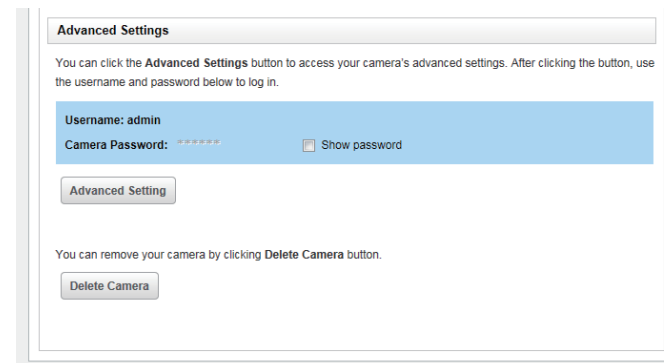 Advanced Settings
You can click the Advanced Settings button to access your camera's advanced settings. After clicking the button, use
the username and password below to log in.
Username: admin
Camera Password: ****** Show password
Advanced Setting
You can remove your camera by clicking Delete Camera button.
Delete Camera